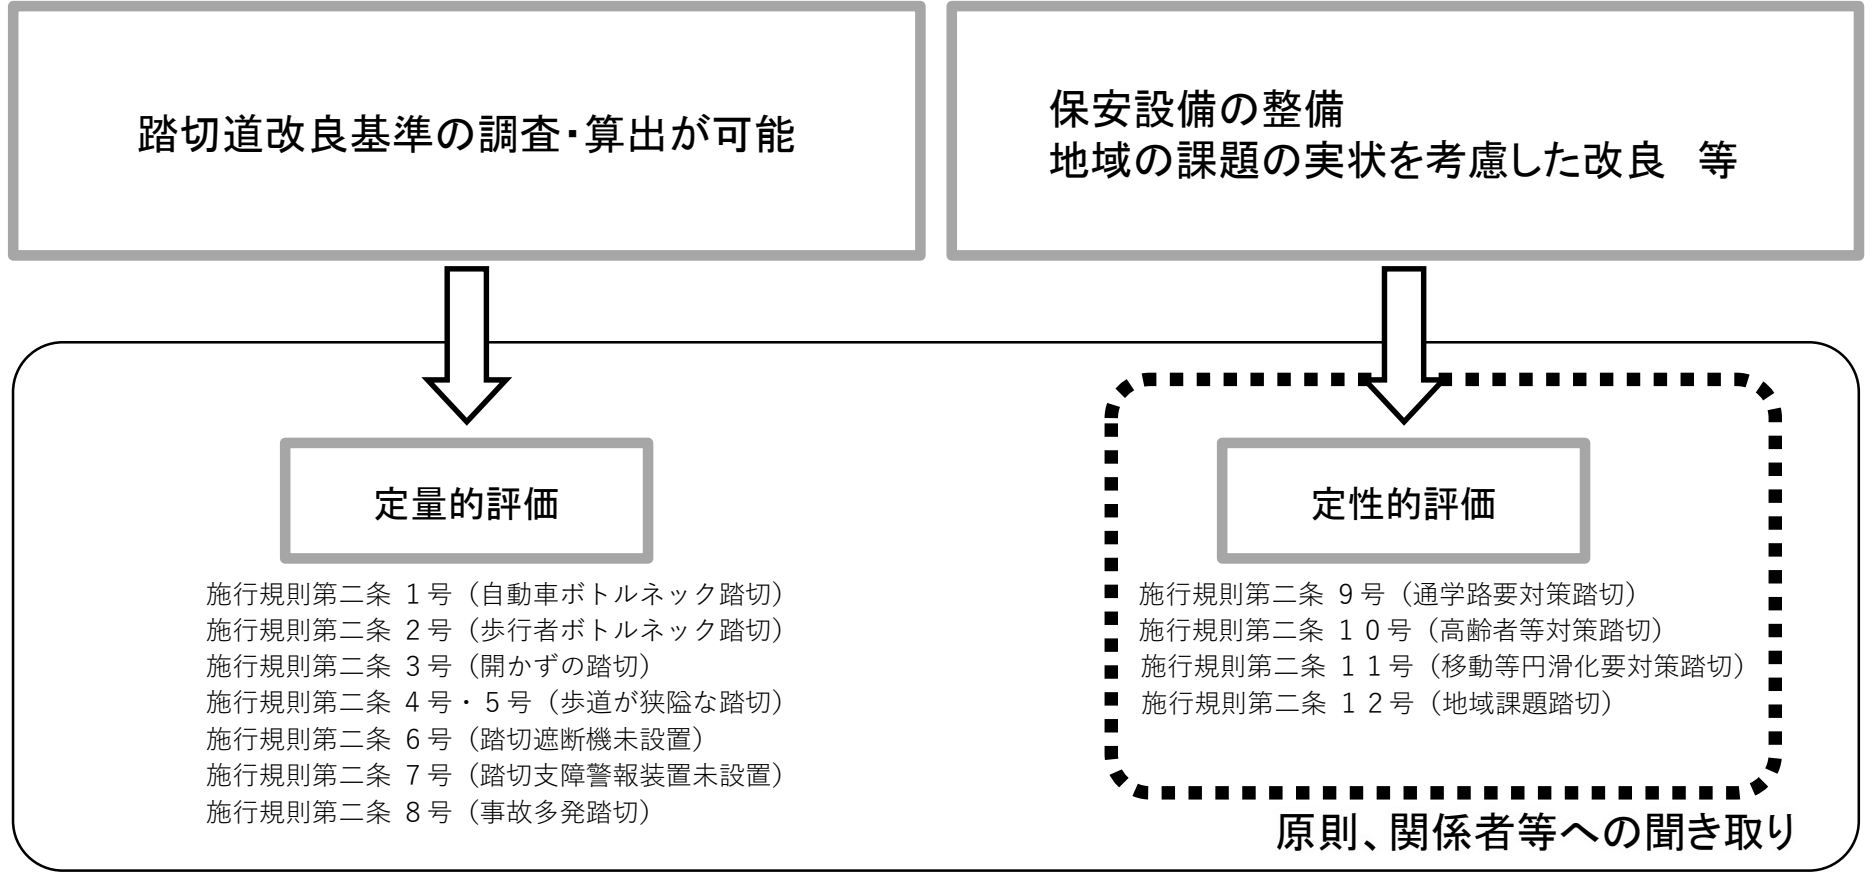 踏切道改良基準の調査・算出が可能
保安設備の整備
地域の課題の実状を考慮した改良　等
定量的評価
施行規則第二条 １号（自動車ボトルネック踏切）
施行規則第二条 ２号（歩行者ボトルネック踏切）
施行規則第二条 ３号（開かずの踏切）
施行規則第二条 ４号・５号（歩道が狭隘な踏切）
施行規則第二条 ６号（踏切遮断機未設置）
施行規則第二条 ７号（踏切支障警報装置未設置）
施行規則第二条 ８号（事故多発踏切）
定性的評価
施行規則第二条 ９号（通学路要対策踏切）
施行規則第二条 １０号（高齢者等対策踏切）
施行規則第二条 １１号（移動等円滑化要対策踏切）
施行規則第二条 １２号（地域課題踏切）
原則、関係者等への聞き取り